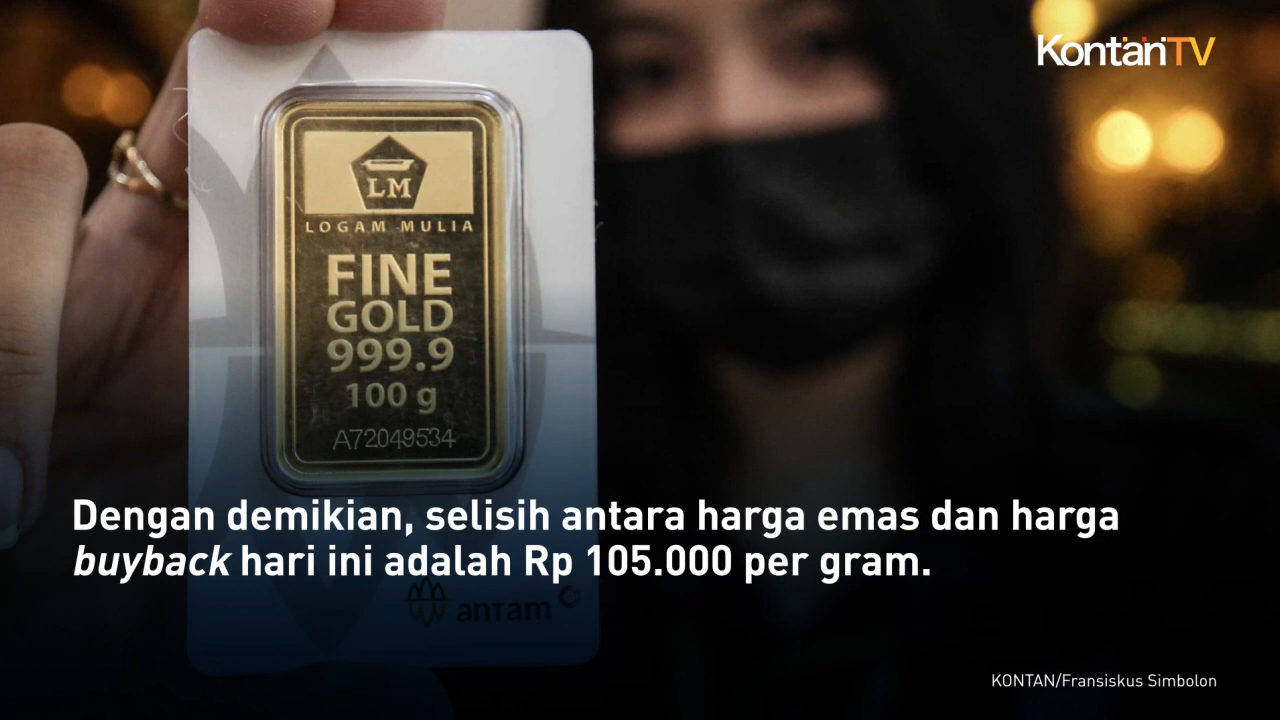 KontanTV
LM
LOGAM MULIA
FINE
GOLD
999.9
100 g
A72049534
Dengan demikian, selisih antara harga emas dan harga
buyback hari ini adalah Rp 105.000 per gram.
antam
KONTAN/Fransiskus Simbolon